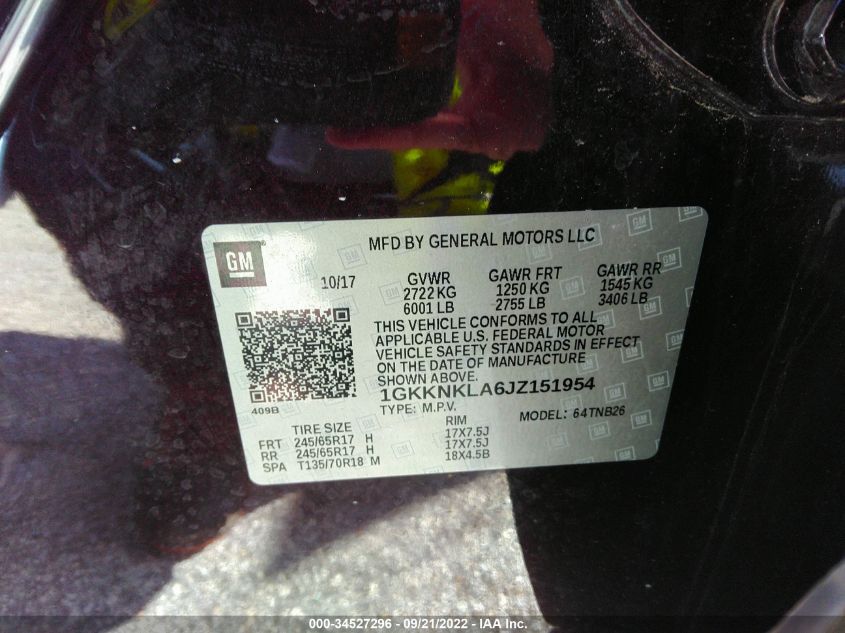 GM
MFD BY GENERAL MOTORS LLC
10/17
GVWR GAWR FRT GAWR RR
2722 KG 1250 KG 1545 KG
6001 LB 2755 LB 3406 LB
THIS VEHICLE CONFORMS TO ALL
APPLICABLE U.S. FEDERAL MOTOR
VEHICLE SAFETY STANDARDS IN EFFECT
ON THE DATE OF MANUFACTURE
SHOWN ABOVE.
1GKKNKLA6JZ151954
409B
TYPE: M.P.V. MODEL: 64TNB26
TIRE SIZE RIM
FRT 245/65R17 H 17X7.5J
RR 245/65R17 H 17X7.5J
SPA T135/70R18 M 18X4.5B
000-34527296 - 09/21/2022 - IAA Inc.